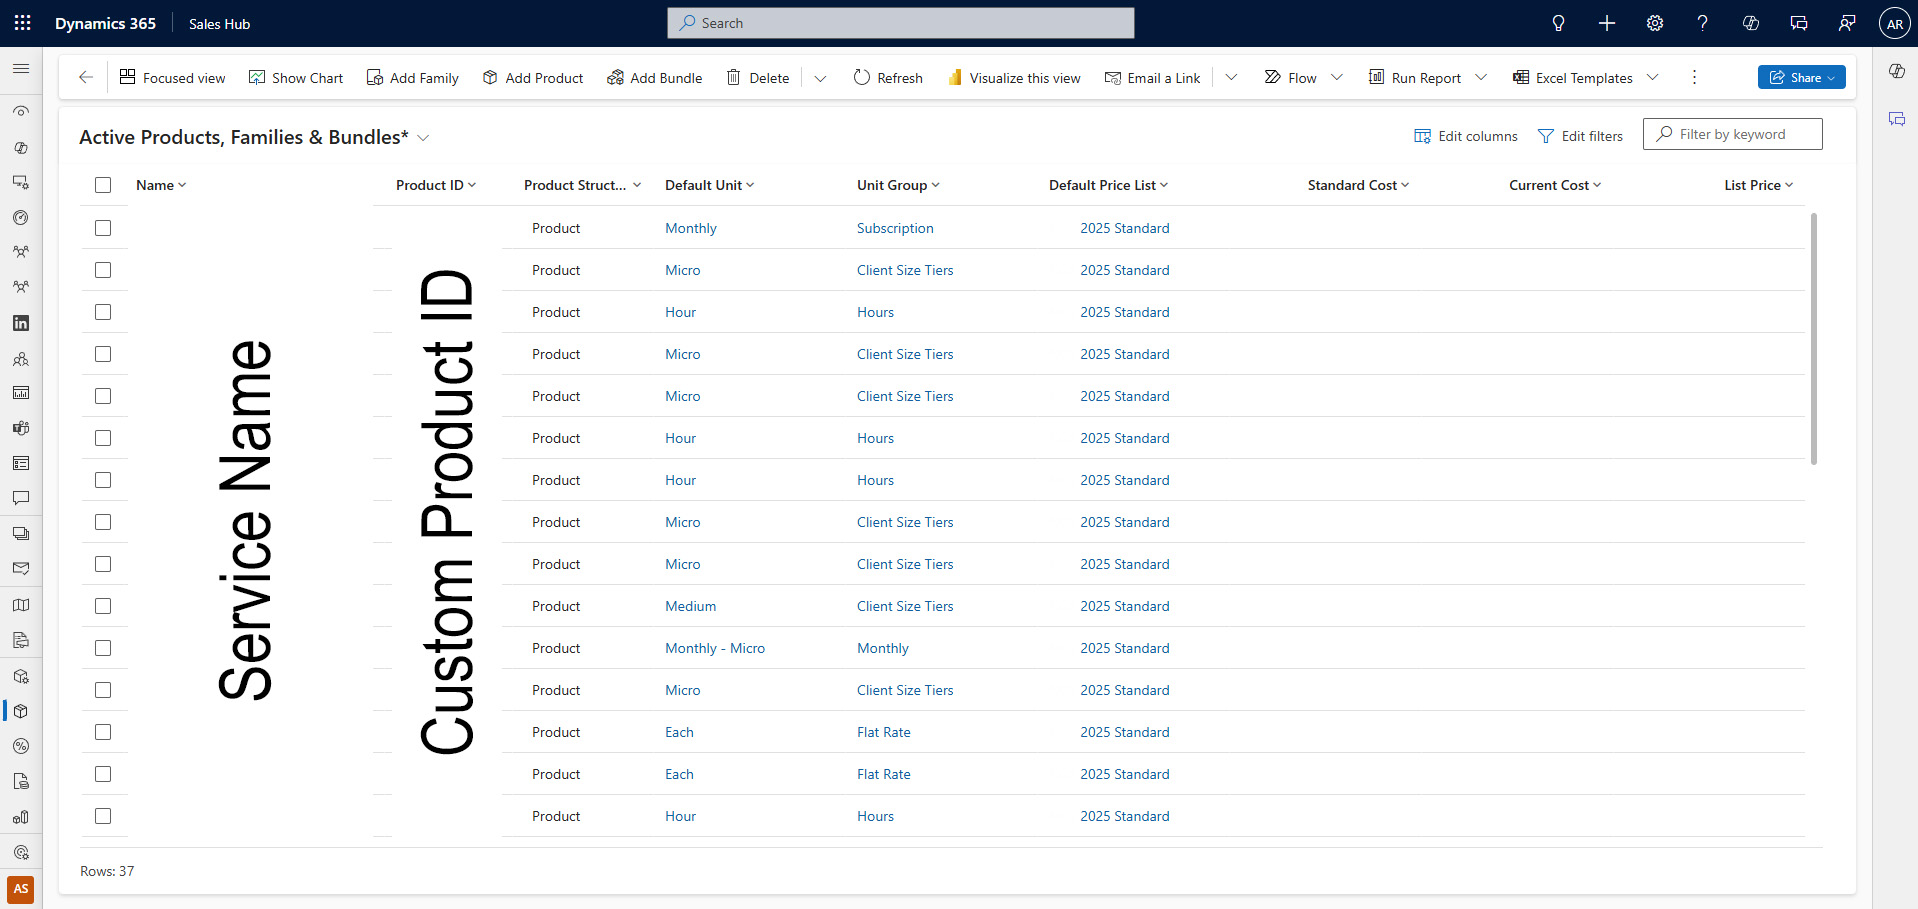 Dynamics 365 Sales Hub Search AR
Focused view Show Chart Add Family Add Product Add Bundle Delete Refresh Visualize this view Email a Link Flow Run Report Excel Templates Share
Active Products, Families & Bundles*
Edit columns Edit filters Filter by keyword
Name Product ID Product Struct... Default Unit Unit Group Default Price List Standard Cost Current Cost List Price
Service Name
Custom Product ID
Product Monthly Subscription 2025 Standard
Product Micro Client Size Tiers 2025 Standard
Product Hour Hours 2025 Standard
Product Micro Client Size Tiers 2025 Standard
Product Micro Client Size Tiers 2025 Standard
Product Hour Hours 2025 Standard
Product Hour Hours 2025 Standard
Product Micro Client Size Tiers 2025 Standard
Product Micro Client Size Tiers 2025 Standard
Product Medium Client Size Tiers 2025 Standard
Product Monthly - Micro Monthly 2025 Standard
Product Micro Client Size Tiers 2025 Standard
Product Each Flat Rate 2025 Standard
Product Each Flat Rate 2025 Standard
Product Hour Hours 2025 Standard
Rows: 37
AS